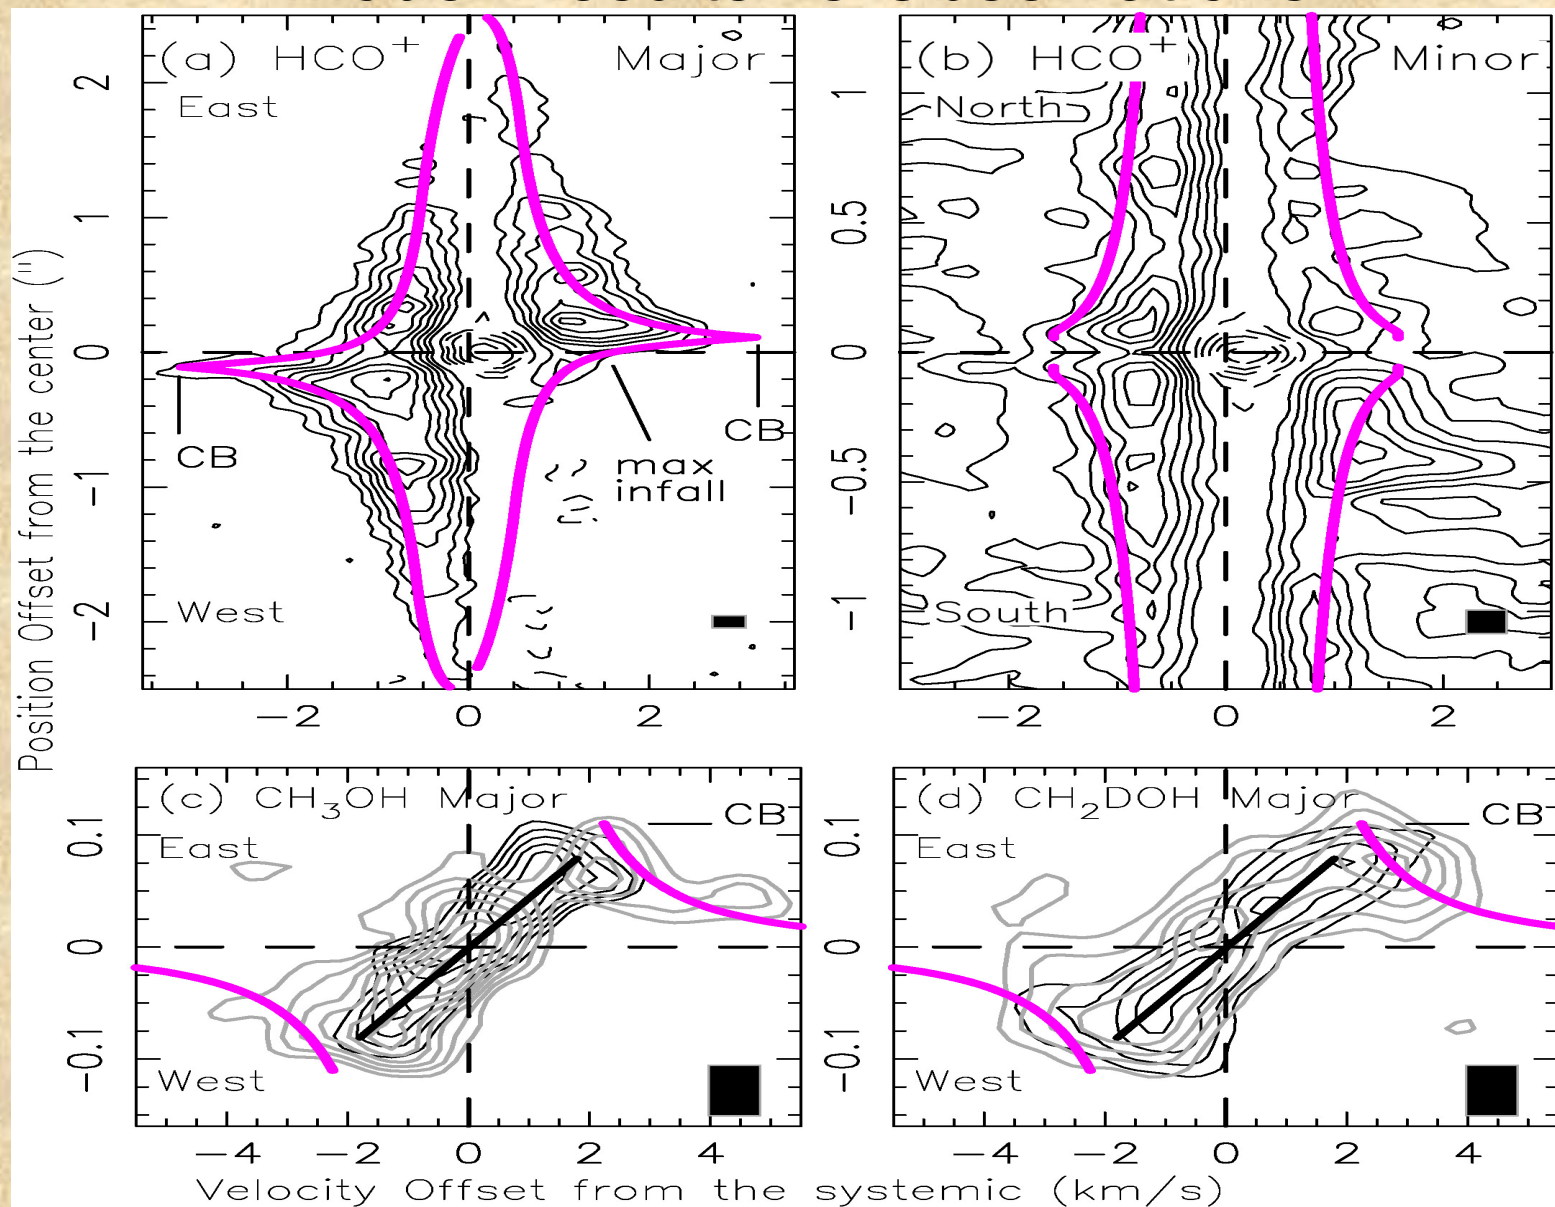 (a) HCO+ Major
East
West
CB
CB
max
infall
2
1
0
−1
−2
−2 0 2
(b) HCO+ Minor
North
South
1
0.5
0
−0.5
−1
−2 0 2
Position Offset from the center (")
(c) CH3OH Major
CB
East
West
0.1
0
−0.1
−4 −2 0 2 4
(d) CH2DOH Major
CB
East
West
0.1
0
−0.1
−4 −2 0 2 4
Velocity Offset from the systemic (km/s)